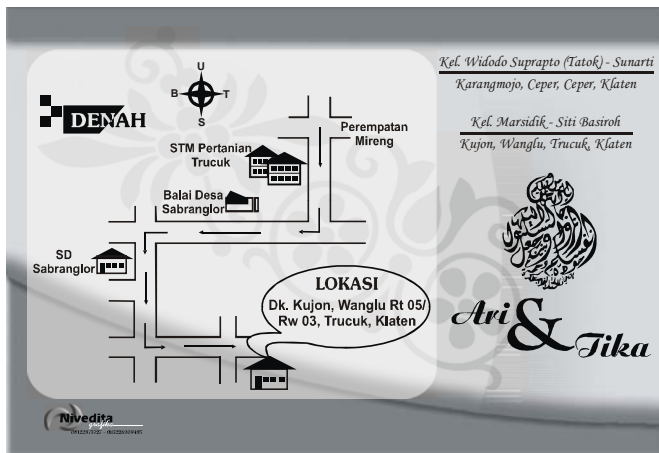 DENAH
U
B
T
S
Perempatan
Mireng
STM Pertanian
Trucuk
Balai Desa
Sabranglor
SD
Sabranglor
LOKASI
Dk. Kujon, Wanglu Rt 05/
Rw 03, Trucuk, Klaten
Kel. Widodo Suprapto (Tatok) - Sunarti
Karangmojo, Ceper, Ceper, Klaten
Kel. Marsidik - Siti Basiroh
Kujon, Wanglu, Trucuk, Klaten
Ari
&
Tika
Nivedita
grafika